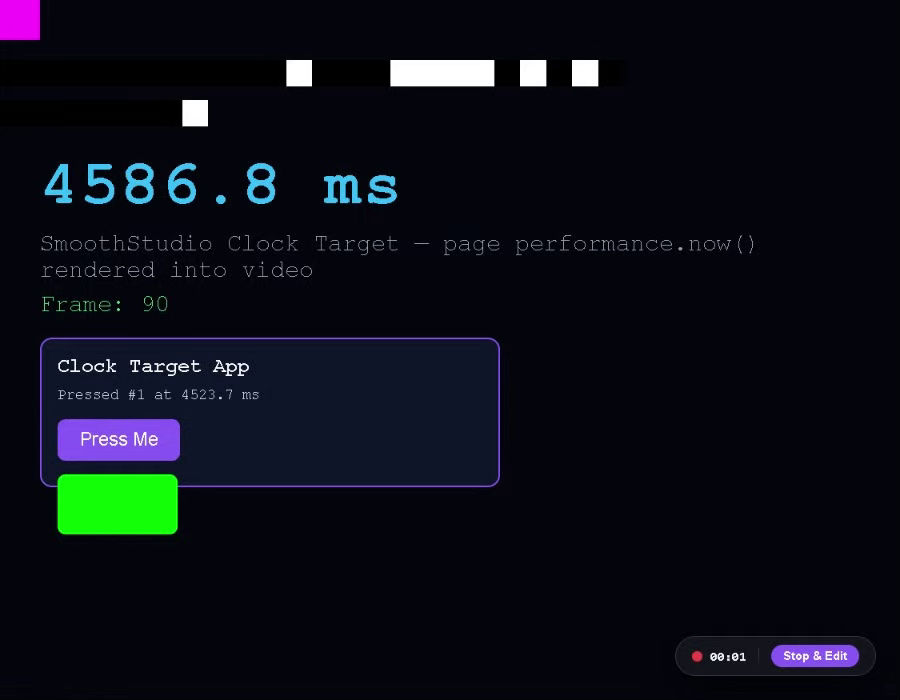 4586.8 ms
SmoothStudio Clock Target — page performance.now()
rendered into video
Frame: 90
Clock Target App
Pressed #1 at 4523.7 ms
Press Me
00:01
Stop & Edit